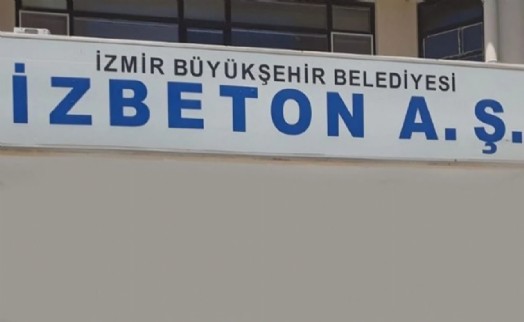 İZMİR BÜYÜKŞEHİR BELEDİYESİ
İZBETON A.Ş.